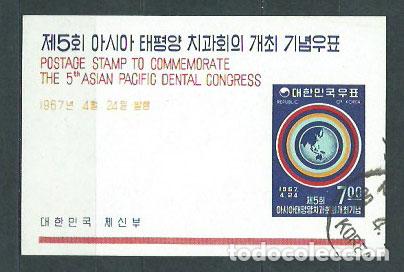 제5회 아시아 태평양 치과회의 개최 기념우표
POSTAGE STAMP TO COMMEMORATE
THE 5th ASIAN PACIFIC DENTAL CONGRESS
1967년 4월 24일 발행
대한민국우표
REPUBLIC OF KOREA
1967
4.24
제5회
7.00
아시아태평양치과회의개최기념
대한민국 체신부
KORE
todocoleccion.net